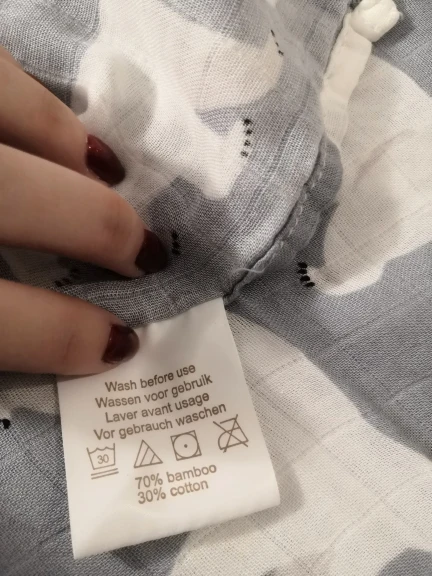 Wash before use
Wassen voor gebruik
Laver avant usage
Vor gebrauch waschen
30
70% bamboo
30% cotton